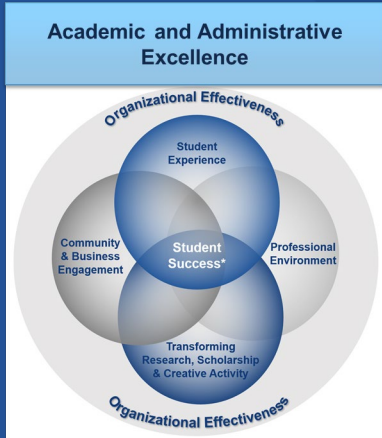 Academic and Administrative
Excellence
Organizational Effectiveness
Student
Experience
Community
& Business
Engagement
Student
Success*
Professional
Environment
Transforming
Research, Scholarship
& Creative Activity
Organizational Effectiveness